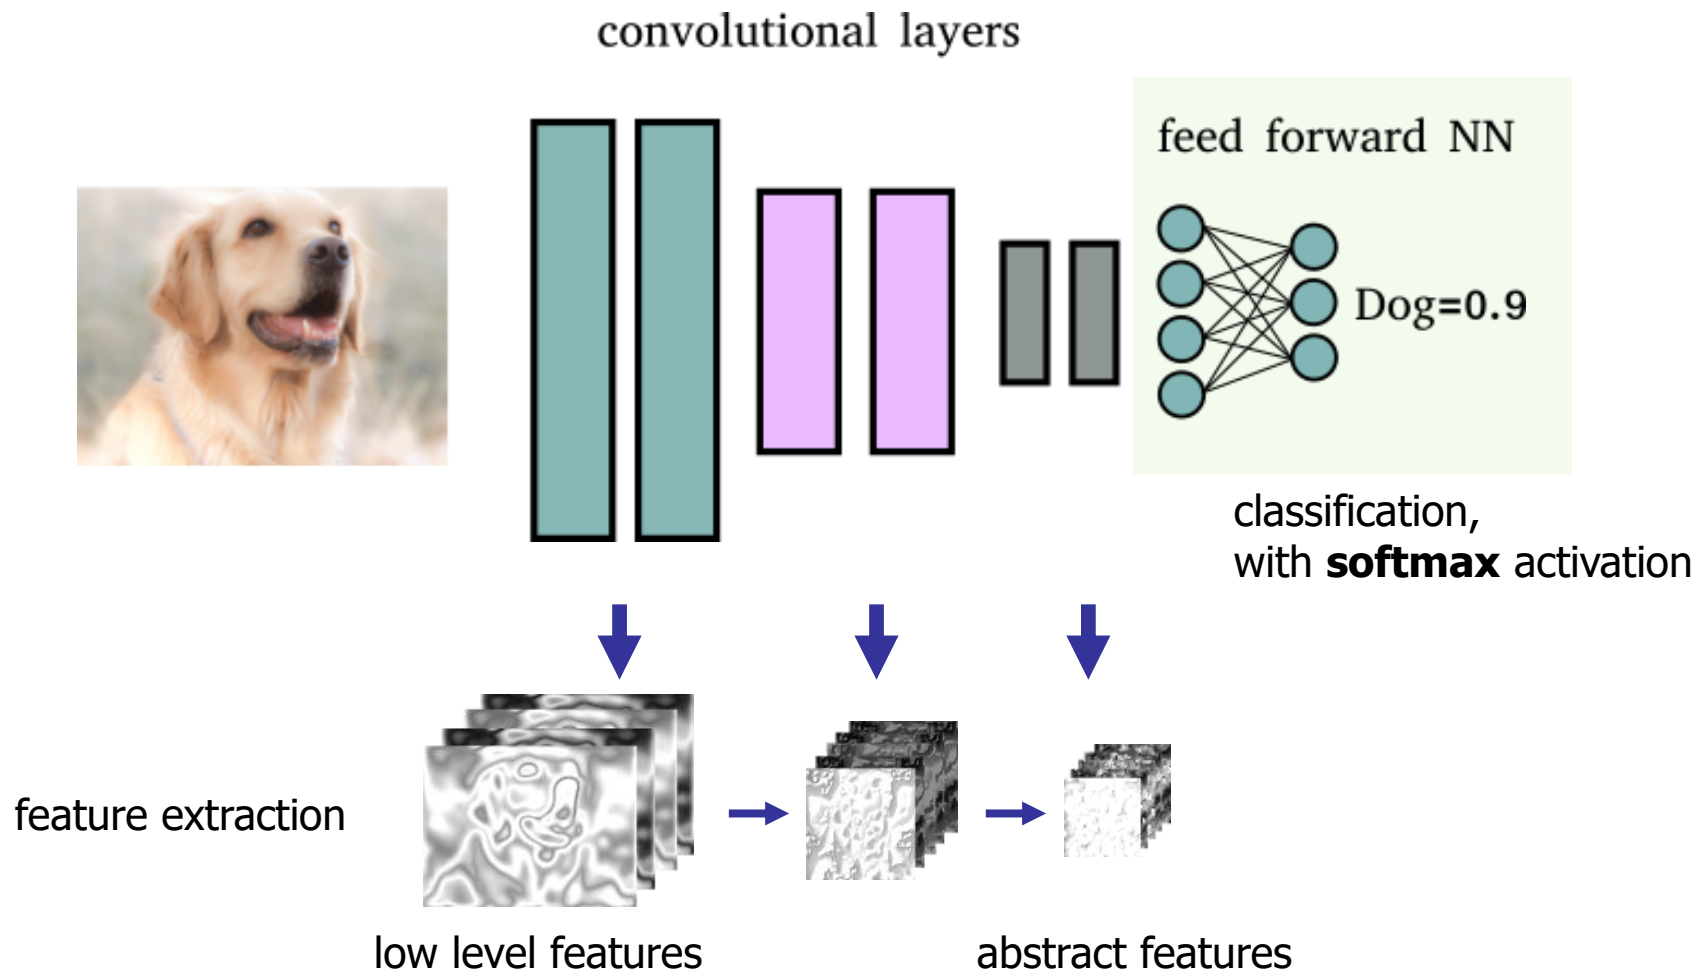 convolutional layers
feed forward NN
Dog=0.9
classification,
with softmax activation
feature extraction
low level features
abstract features